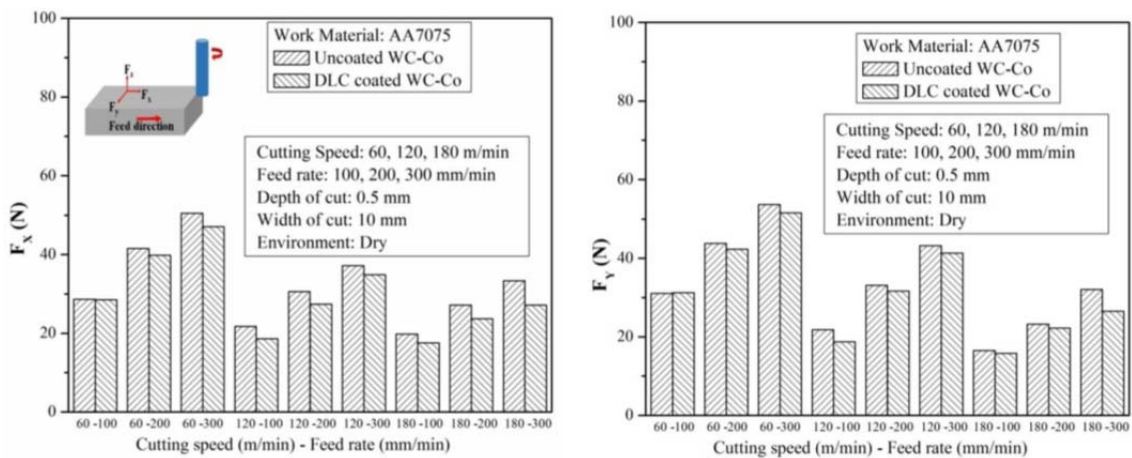 100
80
60
40
20
0
F_X (N)
Work Material: AA7075
Uncoated WC-Co
DLC coated WC-Co
F_z
F_x
F_y
Feed direction
Cutting Speed: 60, 120, 180 m/min
Feed rate: 100, 200, 300 mm/min
Depth of cut: 0.5 mm
Width of cut: 10 mm
Environment: Dry
60 -100 60 -200 60 -300 120 -100 120 -200 120 -300 180 -100 180 -200 180 -300
Cutting speed (m/min) - Feed rate (mm/min)
100
80
60
40
20
0
F_Y (N)
Work Material: AA7075
Uncoated WC-Co
DLC coated WC-Co
Cutting Speed: 60, 120, 180 m/min
Feed rate: 100, 200, 300 mm/min
Depth of cut: 0.5 mm
Width of cut: 10 mm
Environment: Dry
60 -100 60 -200 60 -300 120 -100 120 -200 120 -300 180 -100 180 -200 180 -300
Cutting speed (m/min) - Feed rate (mm/min)